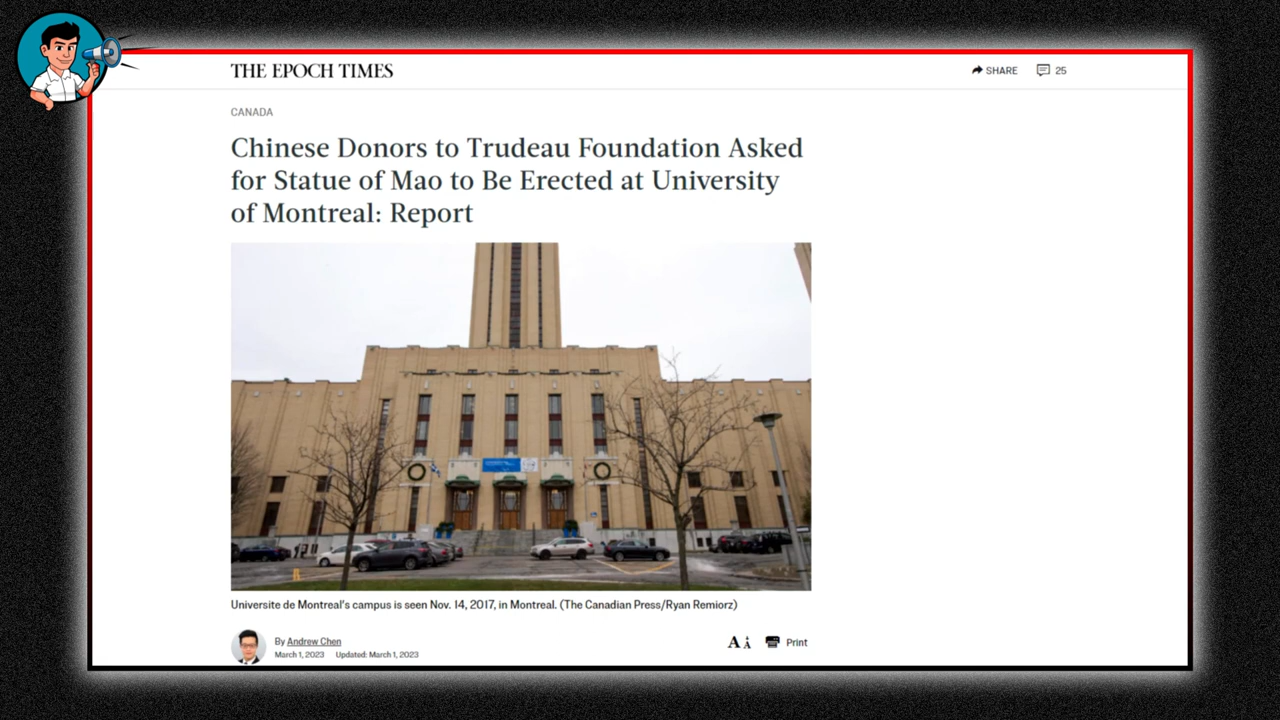 THE EPOCH TIMES
SHARE
25
CANADA
Chinese Donors to Trudeau Foundation Asked
for Statue of Mao to Be Erected at University
of Montreal: Report
Universite de Montreal's campus is seen Nov. 14, 2017, in Montreal. (The Canadian Press/Ryan Remiorz)
By Andrew Chen
March 1, 2023 Updated: March 1, 2023
AA Print